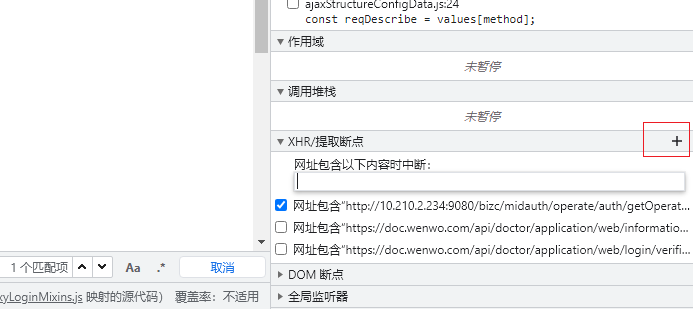 ajaxStructureConfigData.js:24
const reqDescribe = values[method];
作用域
未暂停
调用堆栈
未暂停
XHR/提取断点
网址包含以下内容时中断：
网址包含“http://10.210.2.234:9080/bizc/midauth/operate/auth/getOperat...
网址包含“https://doc.wenwo.com/api/doctor/application/web/informatio...
网址包含“https://doc.wenwo.com/api/doctor/application/web/login/verifi...
1 个匹配项 Aa .* 取消
DOM 断点
xyLoginMixins.js 映射的源代码） 覆盖率：不适用
全局监听器